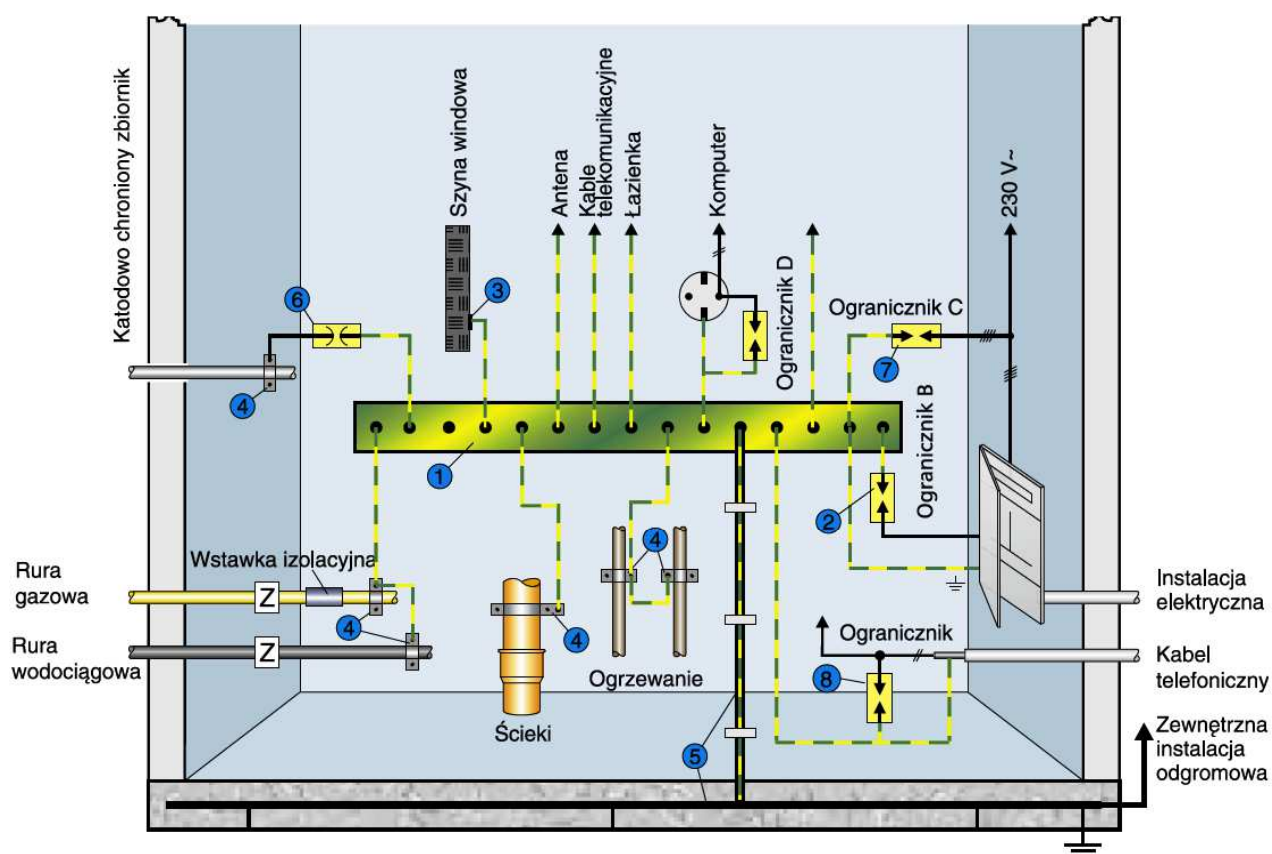 Katodowo chroniony zbiornik
Szyna windowa
Antena
Kable
telekomunikacyjne
Łazienka
Komputer
Ogranicznik D
230 V~
Ogranicznik C
Ogranicznik B
6
3
4
7
1
2
Wstawka izolacyjna
Rura
gazowa
Z
4
Rura
wodociągowa
Z
4
Ścieki
4
Ogrzewanie
Ogranicznik
8
5
Instalacja
elektryczna
Kabel
telefoniczny
Zewnętrzna
instalacja
odgromowa